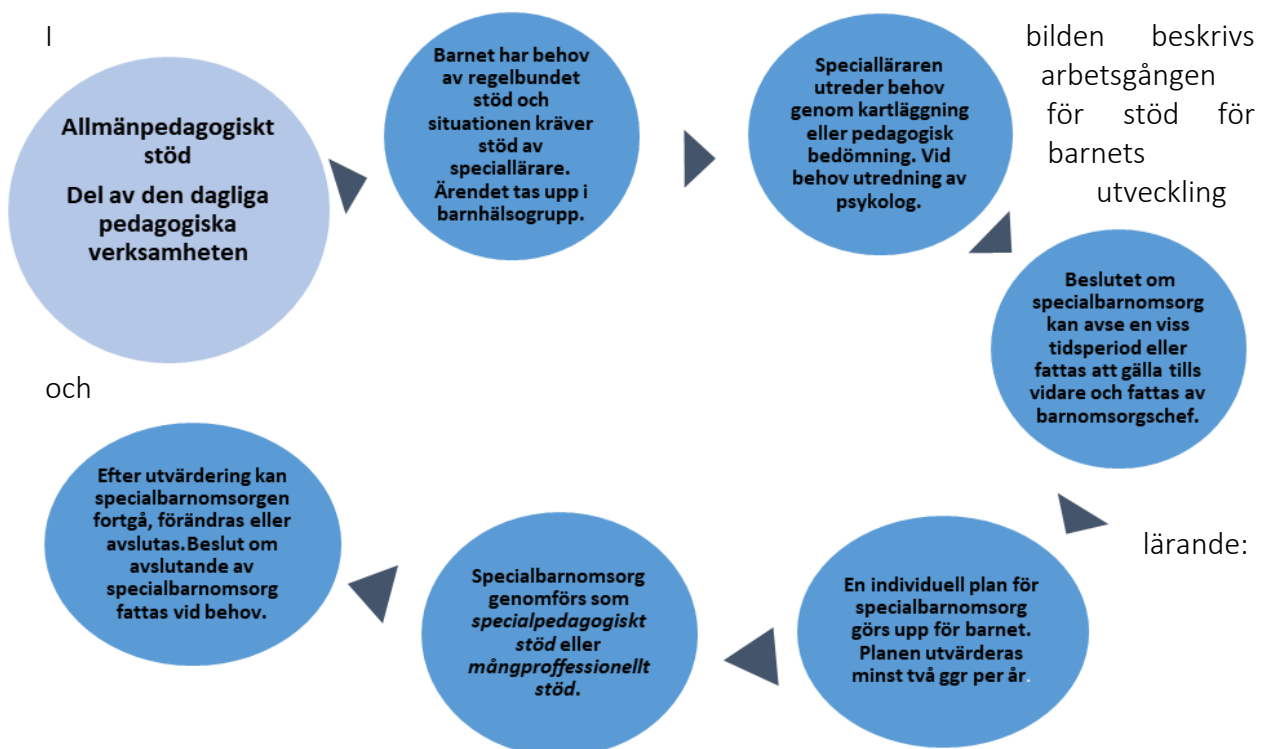 I
bilden beskrivs
arbetsgången
för stöd för
barnets
utveckling
och
lärande:
Allmänpedagogiskt
stöd
Del av den dagliga
pedagogiska
verksamheten
Barnet har behov
av regelbundet
stöd och
situationen kräver
stöd av
speciallärare.
Ärendet tas upp i
barnhälsogrupp.
Specialläraren
utreder behov
genom kartläggning
eller pedagogisk
bedömning. Vid
behov utredning av
psykolog.
Beslutet om
specialbarnomsorg
kan avse en viss
tidsperiod eller
fattas att gälla tills
vidare och fattas av
barnomsorgschef.
En individuell plan för
specialbarnomsorg
görs upp för barnet.
Planen utvärderas
minst två ggr per år.
Specialbarnomsorg
genomförs som
specialpedagogiskt
stöd eller
mångproffessionellt
stöd.
Efter utvärdering kan
specialbarnomsorgen
fortgå, förändras eller
avslutas.Beslut om
avslutande av
specialbarnomsorg
fattas vid behov.